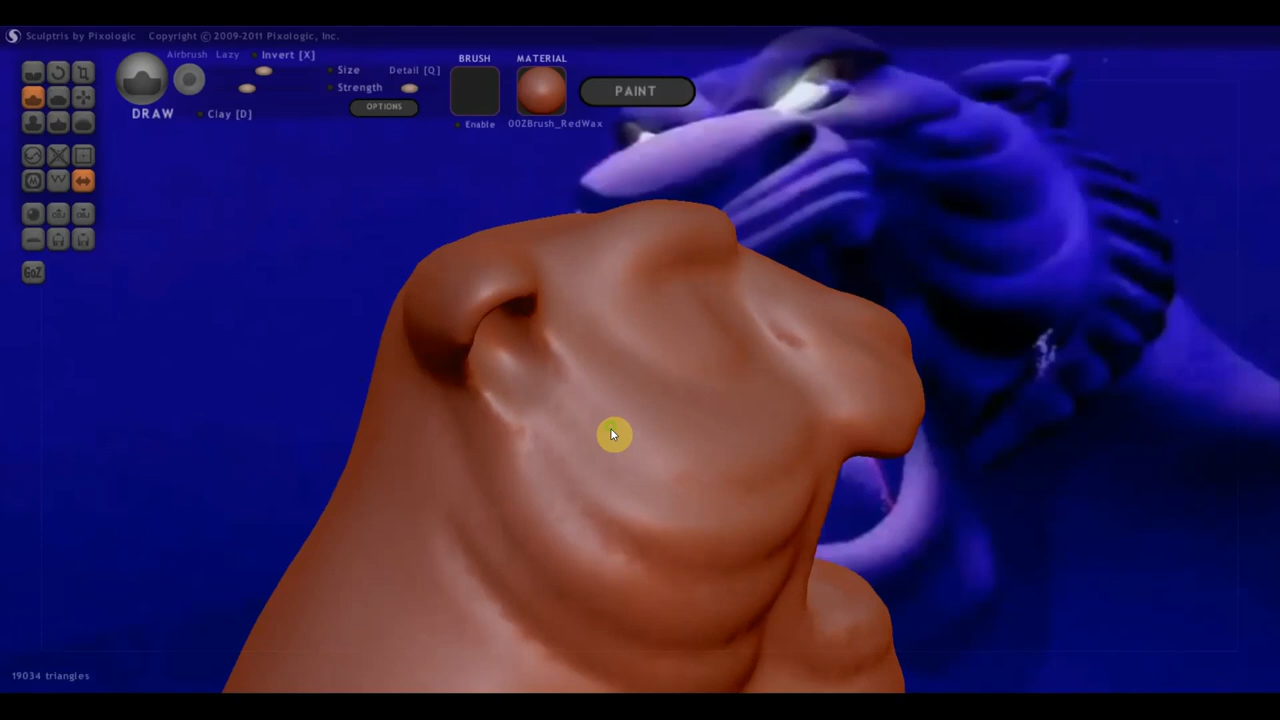 Sculptris by Pixologic Copyright © 2009-2011 Pixologic, Inc.
Airbrush Lazy Invert [X]
Size Detail [Q]
Strength
OPTIONS
DRAW Clay [D]
BRUSH
Enable
MATERIAL
00ZBrush_RedWax
PAINT
GoZ
19034 triangles